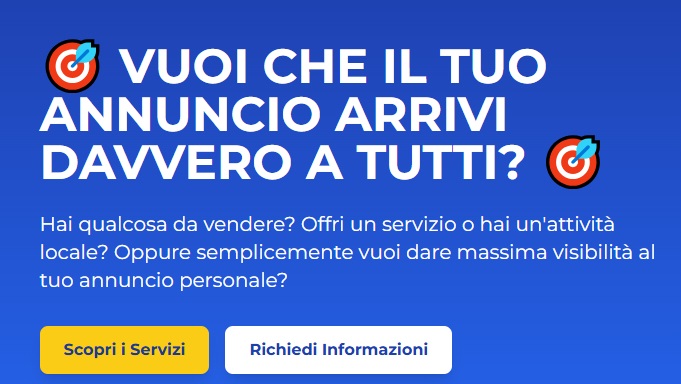 VUOI CHE IL TUO
ANNUNCIO ARRIVI
DAVVERO A TUTTI?
Hai qualcosa da vendere? Offri un servizio o hai un'attività
locale? Oppure semplicemente vuoi dare massima visibilità al
tuo annuncio personale?
Scopri i Servizi
Richiedi Informazioni